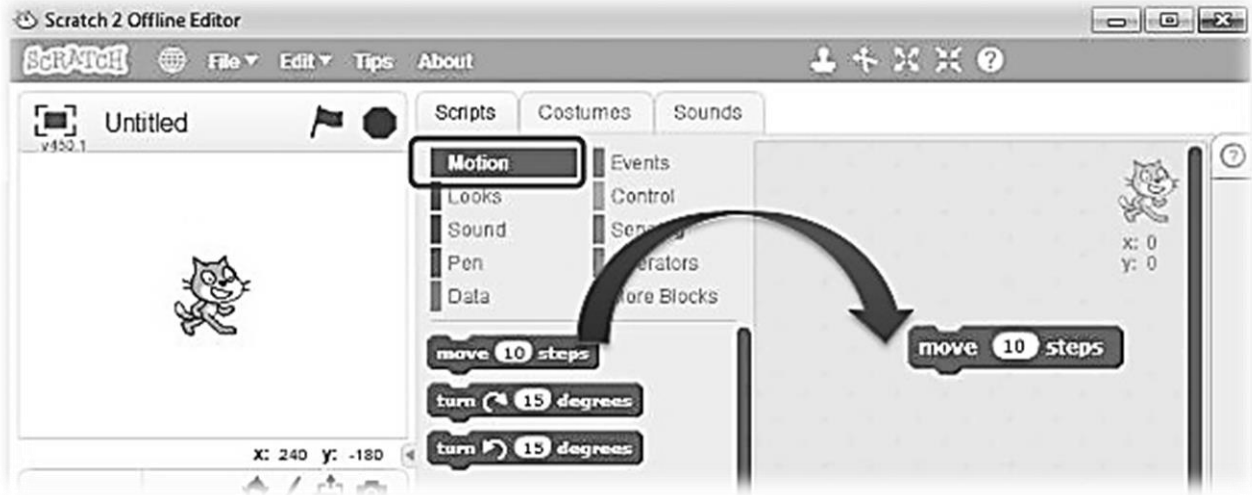 Scratch 2 Offline Editor
SCRATCH File Edit Tips About
Untitled
v450.1
Scripts Costumes Sounds
Motion Events
Looks Control
Sound
Pen
Data More Blocks
x: 0
y: 0
move 10 steps
turn 15 degrees
turn 15 degrees
move 10 steps
X: 240 y: -180